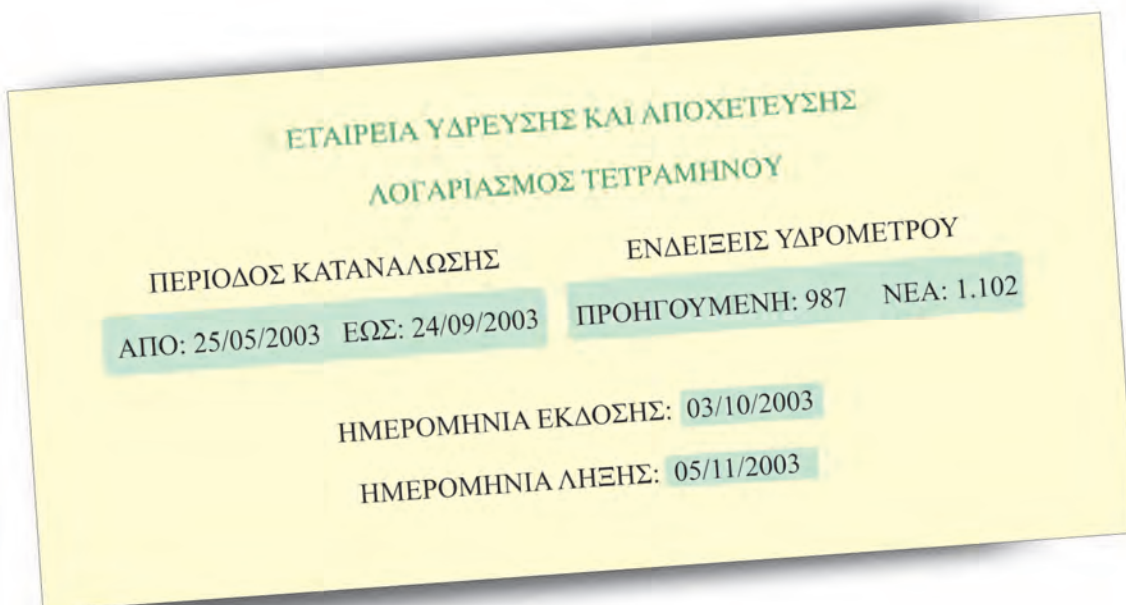 ΕΤΑΙΡΕΙΑ ΥΔΡΕΥΣΗΣ ΚΑΙ ΑΠΟΧΕΤΕΥΣΗΣ
ΛΟΓΑΡΙΑΣΜΟΣ ΤΕΤΡΑΜΗΝΟΥ
ΠΕΡΙΟΔΟΣ ΚΑΤΑΝΑΛΩΣΗΣ ΕΝΔΕΙΞΕΙΣ ΥΔΡΟΜΕΤΡΟΥ
ΑΠΟ: 25/05/2003 ΕΩΣ: 24/09/2003 ΠΡΟΗΓΟΥΜΕΝΗ: 987 ΝΕΑ: 1.102
ΗΜΕΡΟΜΗΝΙΑ ΕΚΔΟΣΗΣ: 03/10/2003
ΗΜΕΡΟΜΗΝΙΑ ΛΗΞΗΣ: 05/11/2003